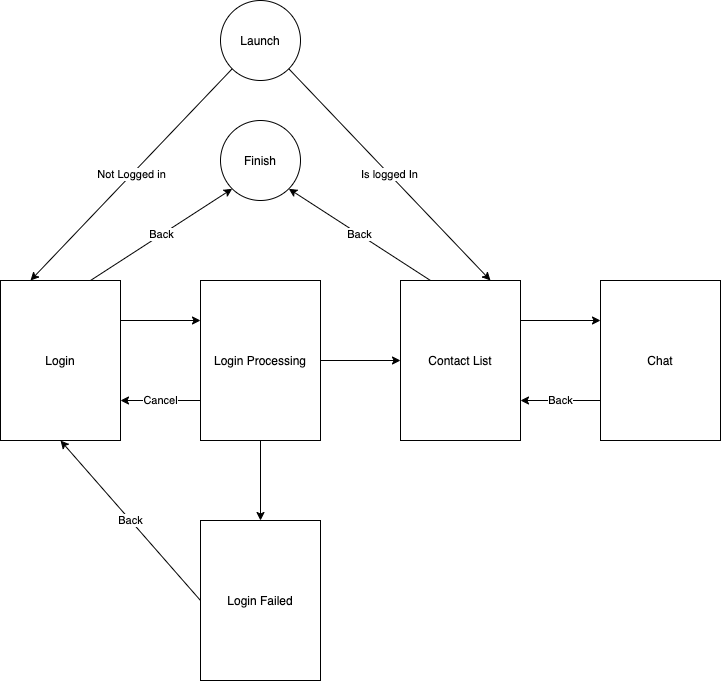 Launch
Finish
Not Logged in
Is logged In
Back
Back
Login
Login Processing
Contact List
Chat
Cancel
Back
Back
Login Failed